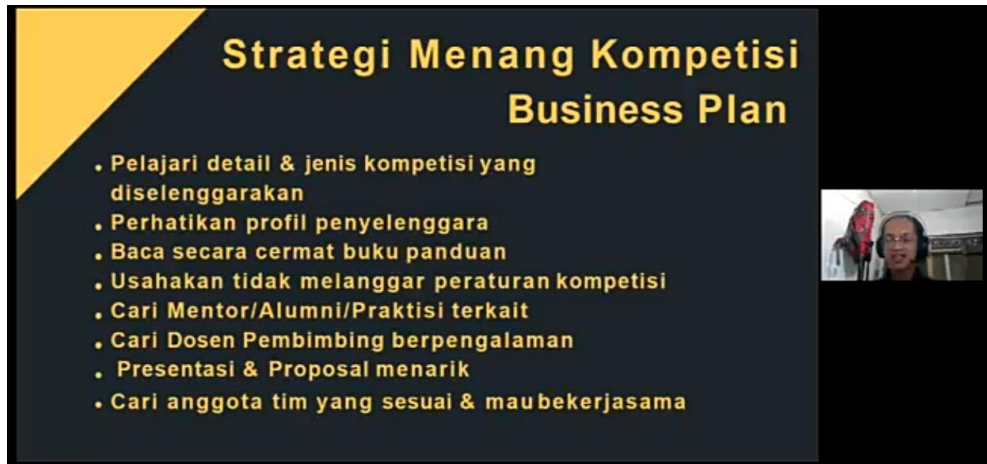 Strategi Menang Kompetisi
Business Plan
• Pelajari detail & jenis kompetisi yang
diselenggarakan
• Perhatikan profil penyelenggara
• Baca secara cermat buku panduan
• Usahakan tidak melanggar peraturan kompetisi
• Cari Mentor/Alumni/Praktisi terkait
• Cari Dosen Pembimbing berpengalaman
• Presentasi & Proposal menarik
• Cari anggota tim yang sesuai & mau bekerjasama